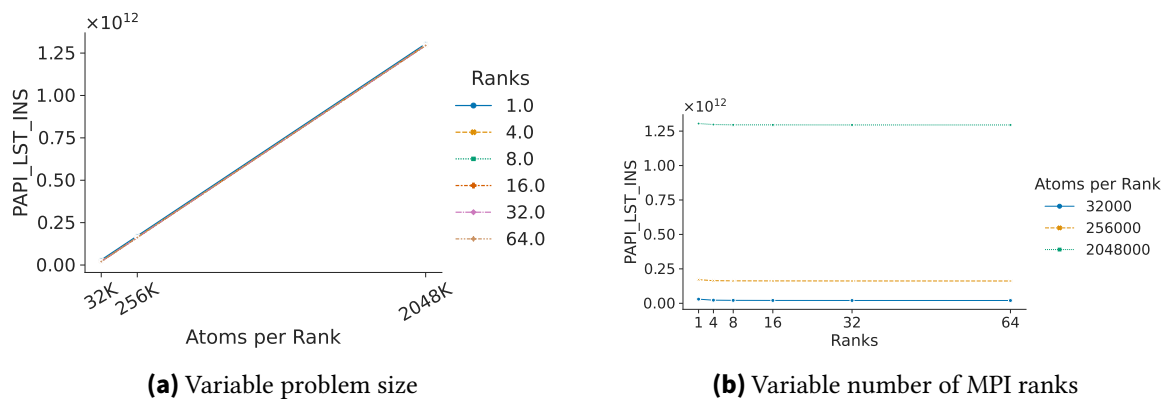 ×10¹²
1.25
1.00
0.75
0.50
0.25
0.00
PAPI_LST_INS
32K
256K
2048K
Atoms per Rank
Ranks
1.0
4.0
8.0
16.0
32.0
64.0
(a) Variable problem size
×10¹²
1.25
1.00
0.75
0.50
0.25
0.00
PAPI_LST_INS
1 4 8 16 32 64
Ranks
Atoms per Rank
32000
256000
2048000
(b) Variable number of MPI ranks